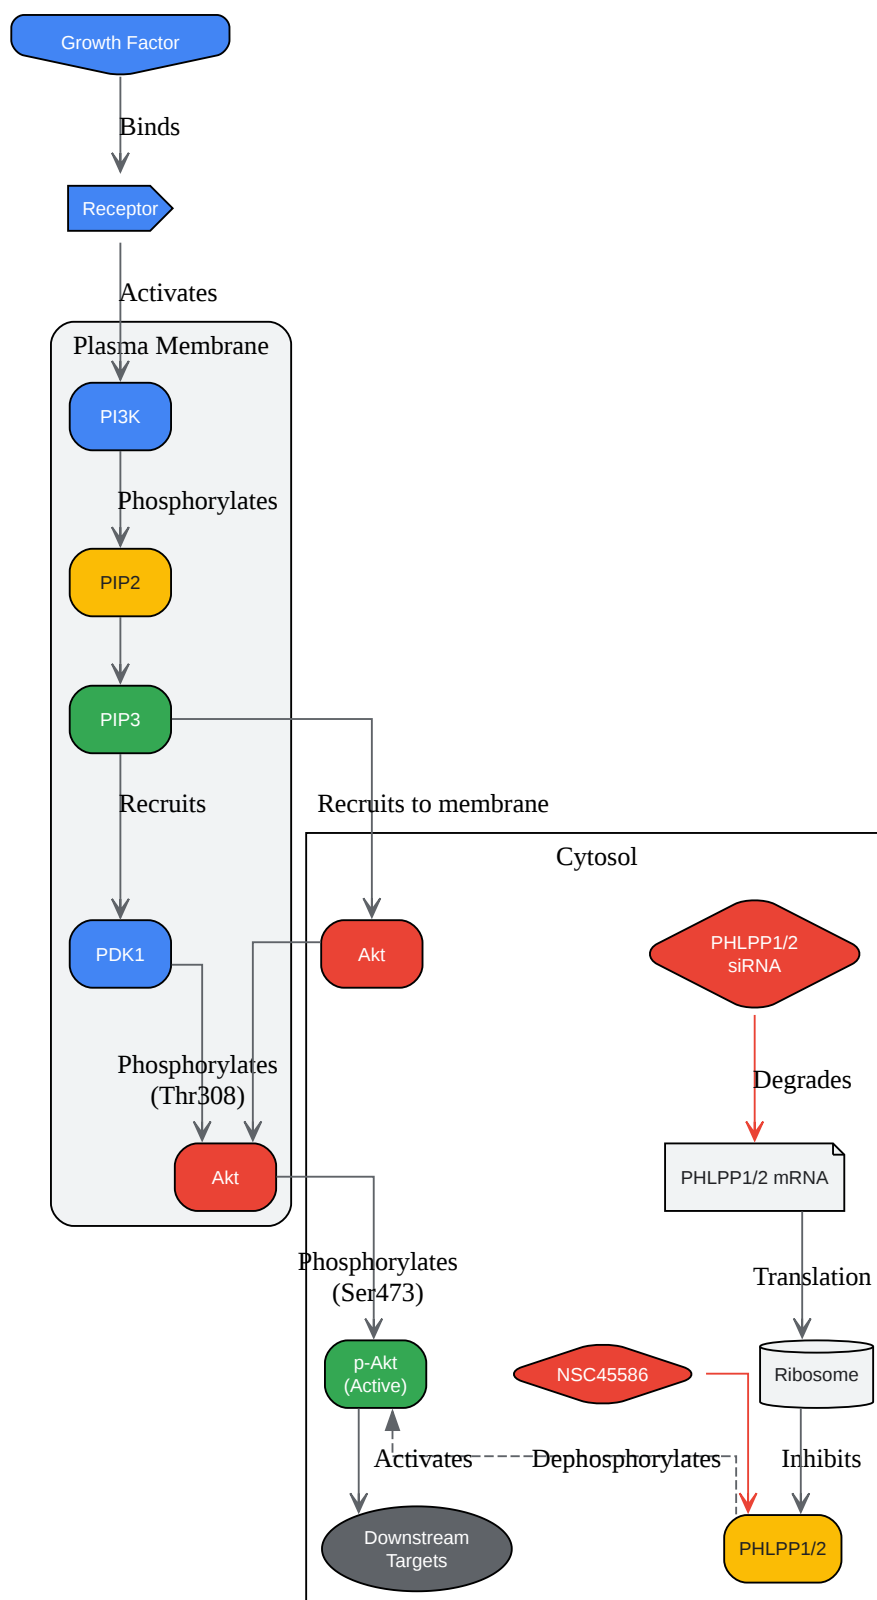 Growth Factor
Binds
Receptor
Activates
Plasma Membrane
PI3K
Phosphorylates
PIP2
PIP3
Recruits
Recruits to membrane
Cytosol
PDK1
Akt
PHLPP1/2
siRNA
Phosphorylates
(Thr308)
Degrades
Akt
PHLPP1/2 mRNA
Phosphorylates
(Ser473)
Translation
p-Akt
(Active)
NSC45586
Ribosome
Activates
Dephosphorylates
Inhibits
Downstream
Targets
PHLPP1/2